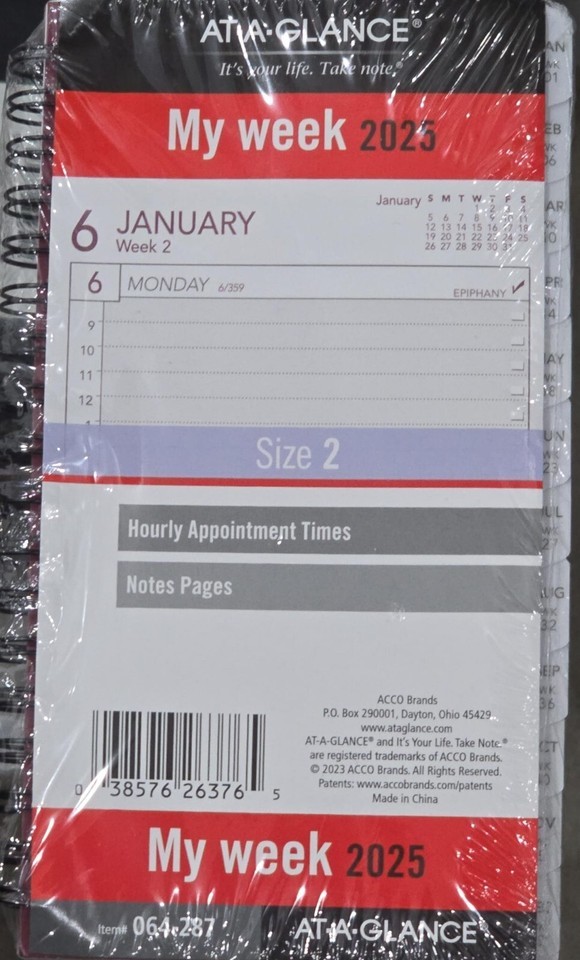 AT-A-GLANCE®
It's your life. Take note.®
My week 2025
6 JANUARY
Week 2
January S M T W T F S
1 2 3 4
5 6 7 8 9 10 11
12 13 14 15 16 17 18
19 20 21 22 23 24 25
26 27 28 29 30 31
6 MONDAY 6/359
EPIPHANY
9
10
11
12
Size 2
Hourly Appointment Times
Notes Pages
ACCO Brands
P.O. Box 290001, Dayton, Ohio 45429
www.ataglance.com
AT-A-GLANCE® and It's Your Life. Take Note.®
are registered trademarks of ACCO Brands.
© 2023 ACCO Brands. All Rights Reserved.
Patents: www.accobrands.com/patents
Made in China
0 38576 26376 5
My week 2025
Item# 064-287
AT-A-GLANCE®